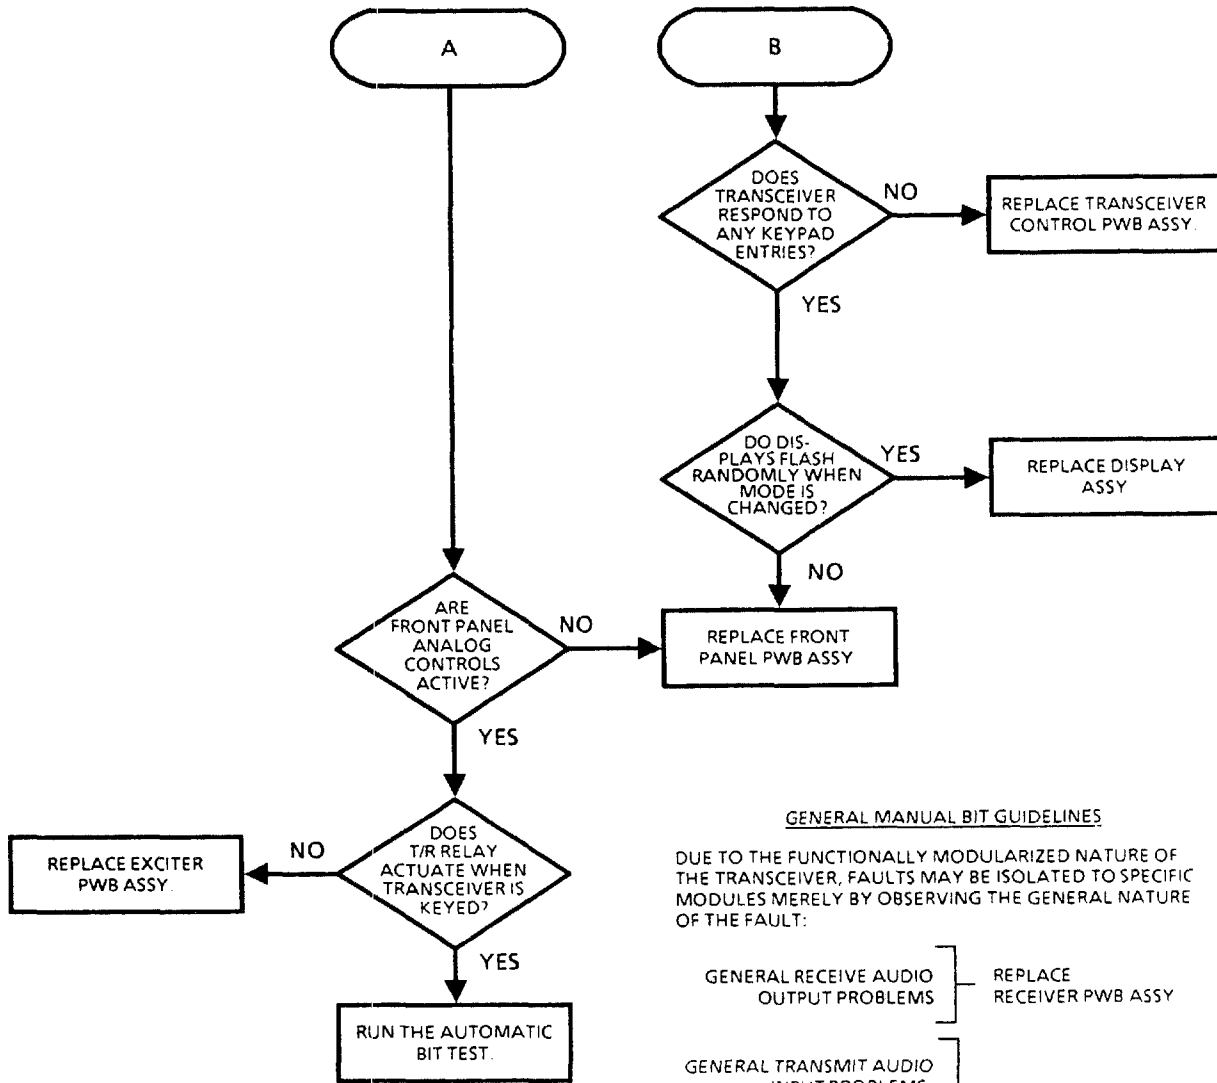 A
B
DOES
TRANSCEIVER
RESPOND TO
ANY KEYPAD
ENTRIES?
NO
REPLACE TRANSCEIVER
CONTROL PWB ASSY.
YES
DO DIS-
PLAYS FLASH
RANDOMLY WHEN
MODE IS
CHANGED?
YES
REPLACE DISPLAY
ASSY
NO
ARE
FRONT PANEL
ANALOG
CONTROLS
ACTIVE?
NO
REPLACE FRONT
PANEL PWB ASSY
YES
DOES
T/R RELAY
ACTUATE WHEN
TRANSCEIVER IS
KEYED?
NO
REPLACE EXCITER
PWB ASSY.
YES
RUN THE AUTOMATIC
BIT TEST.
GENERAL MANUAL BIT GUIDELINES
DUE TO THE FUNCTIONALLY MODULARIZED NATURE OF
THE TRANSCEIVER, FAULTS MAY BE ISOLATED TO SPECIFIC
MODULES MERELY BY OBSERVING THE GENERAL NATURE
OF THE FAULT:
GENERAL RECEIVE AUDIO
OUTPUT PROBLEMS
REPLACE
RECEIVER PWB ASSY
GENERAL TRANSMIT AUDIO
INPUT PROBLEMS